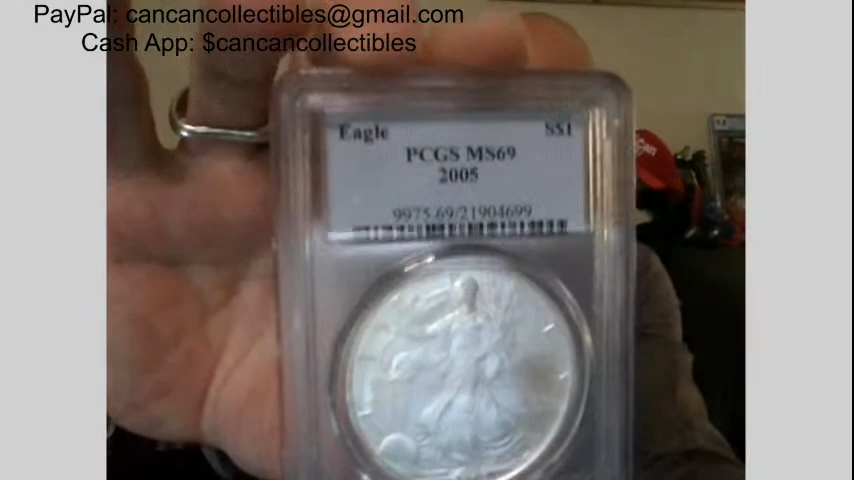 PayPal: cancancollectibles@gmail.com
Cash App: $cancancollectibles
Eagle S$1
PCGS MS69
2005
9975.69/21904699